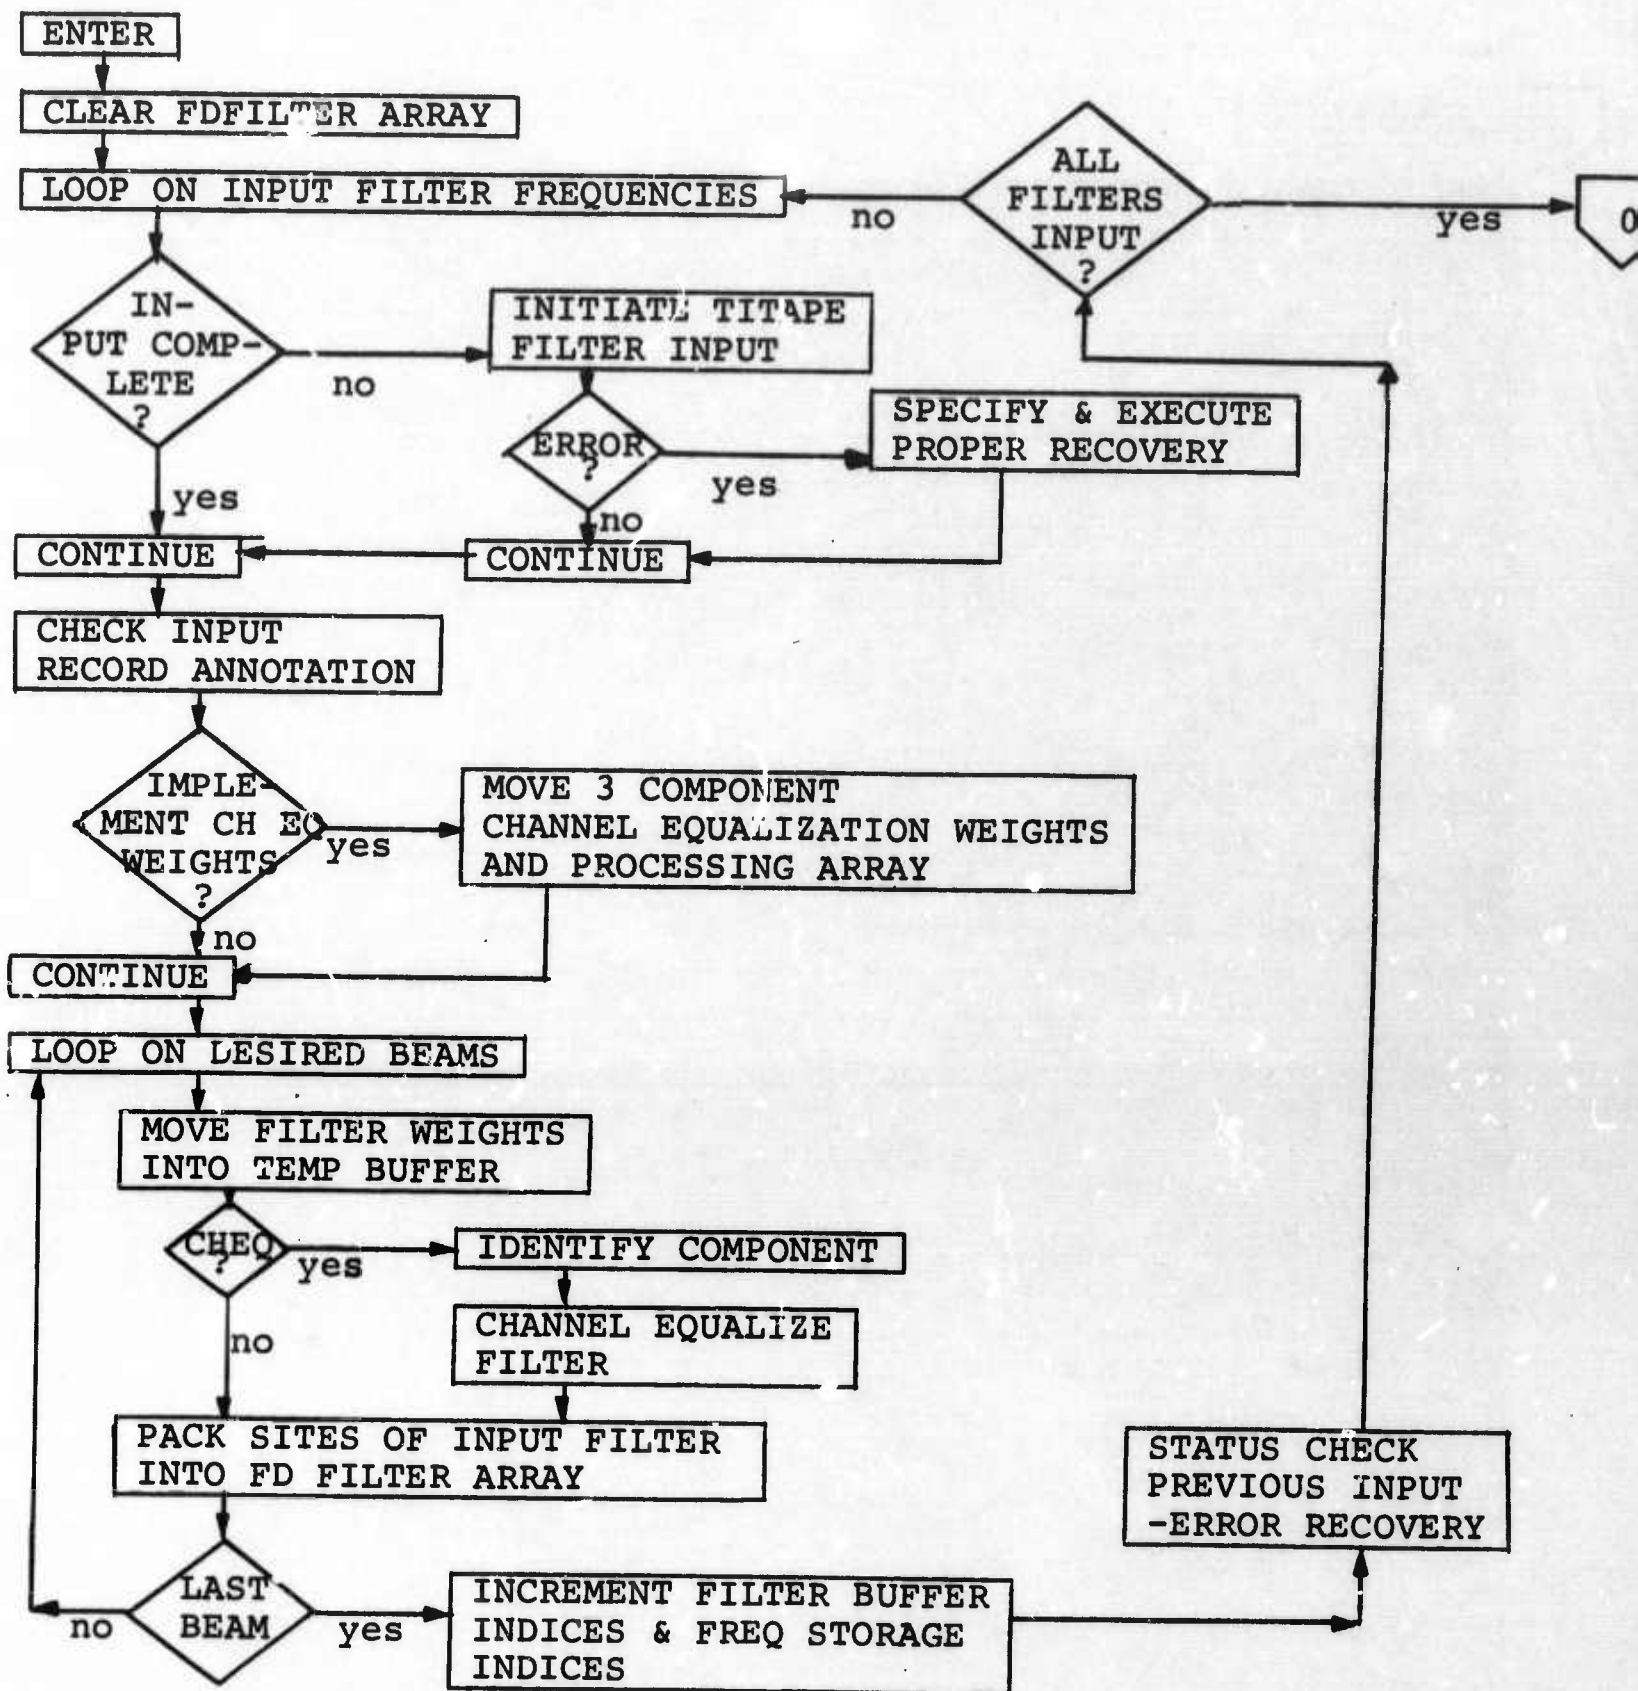 ENTER
CLEAR FDFILTER ARRAY
LOOP ON INPUT FILTER FREQUENCIES
ALL
FILTERS
INPUT
?
no
yes
0
IN-
PUT COMP-
LETE
?
no
yes
INITIATE TITAPE
FILTER INPUT
ERROR
?
yes
no
SPECIFY & EXECUTE
PROPER RECOVERY
CONTINUE
CONTINUE
CHECK INPUT
RECORD ANNOTATION
IMPLE-
MENT CH EQ
WEIGHTS
?
yes
no
MOVE 3 COMPONENT
CHANNEL EQUALIZATION WEIGHTS
AND PROCESSING ARRAY
CONTINUE
LOOP ON DESIRED BEAMS
MOVE FILTER WEIGHTS
INTO TEMP BUFFER
CHEQ
?
yes
no
IDENTIFY COMPONENT
CHANNEL EQUALIZE
FILTER
PACK SITES OF INPUT FILTER
INTO FD FILTER ARRAY
LAST
BEAM
no
yes
INCREMENT FILTER BUFFER
INDICES & FREQ STORAGE
INDICES
STATUS CHECK
PREVIOUS INPUT
-ERROR RECOVERY